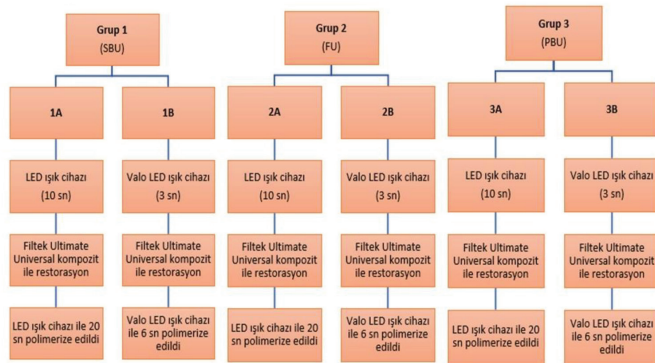 Grup 1
(SBU)
Grup 2
(FU)
Grup 3
(PBU)
1A
1B
2A
2B
3A
3B
LED ışık cihazı
(10 sn)
Valo LED ışık cihazı
(3 sn)
LED ışık cihazı
(10 sn)
Valo LED ışık cihazı
(3 sn)
LED ışık cihazı
(10 sn)
Valo LED ışık cihazı
(3 sn)
Filtek Ultimate
Universal kompozit
ile restorasyon
Filtek Ultimate
Universal kompozit
ile restorasyon
Filtek Ultimate
Universal kompozit
ile restorasyon
Filtek Ultimate
Universal kompozit
ile restorasyon
Filtek Ultimate
Universal kompozit
ile restorasyon
Filtek Ultimate
Universal kompozit
ile restorasyon
LED ışık cihazı ile 20
sn polimerize edildi
Valo LED ışık cihazı
ile 6 sn polimerize
edildi
LED ışık cihazı ile 20
sn polimerize edildi
Valo LED ışık cihazı
ile 6 sn polimerize
edildi
LED ışık cihazı ile 20
sn polimerize edildi
Valo LED ışık cihazı
ile 6 sn polimerize
edildi